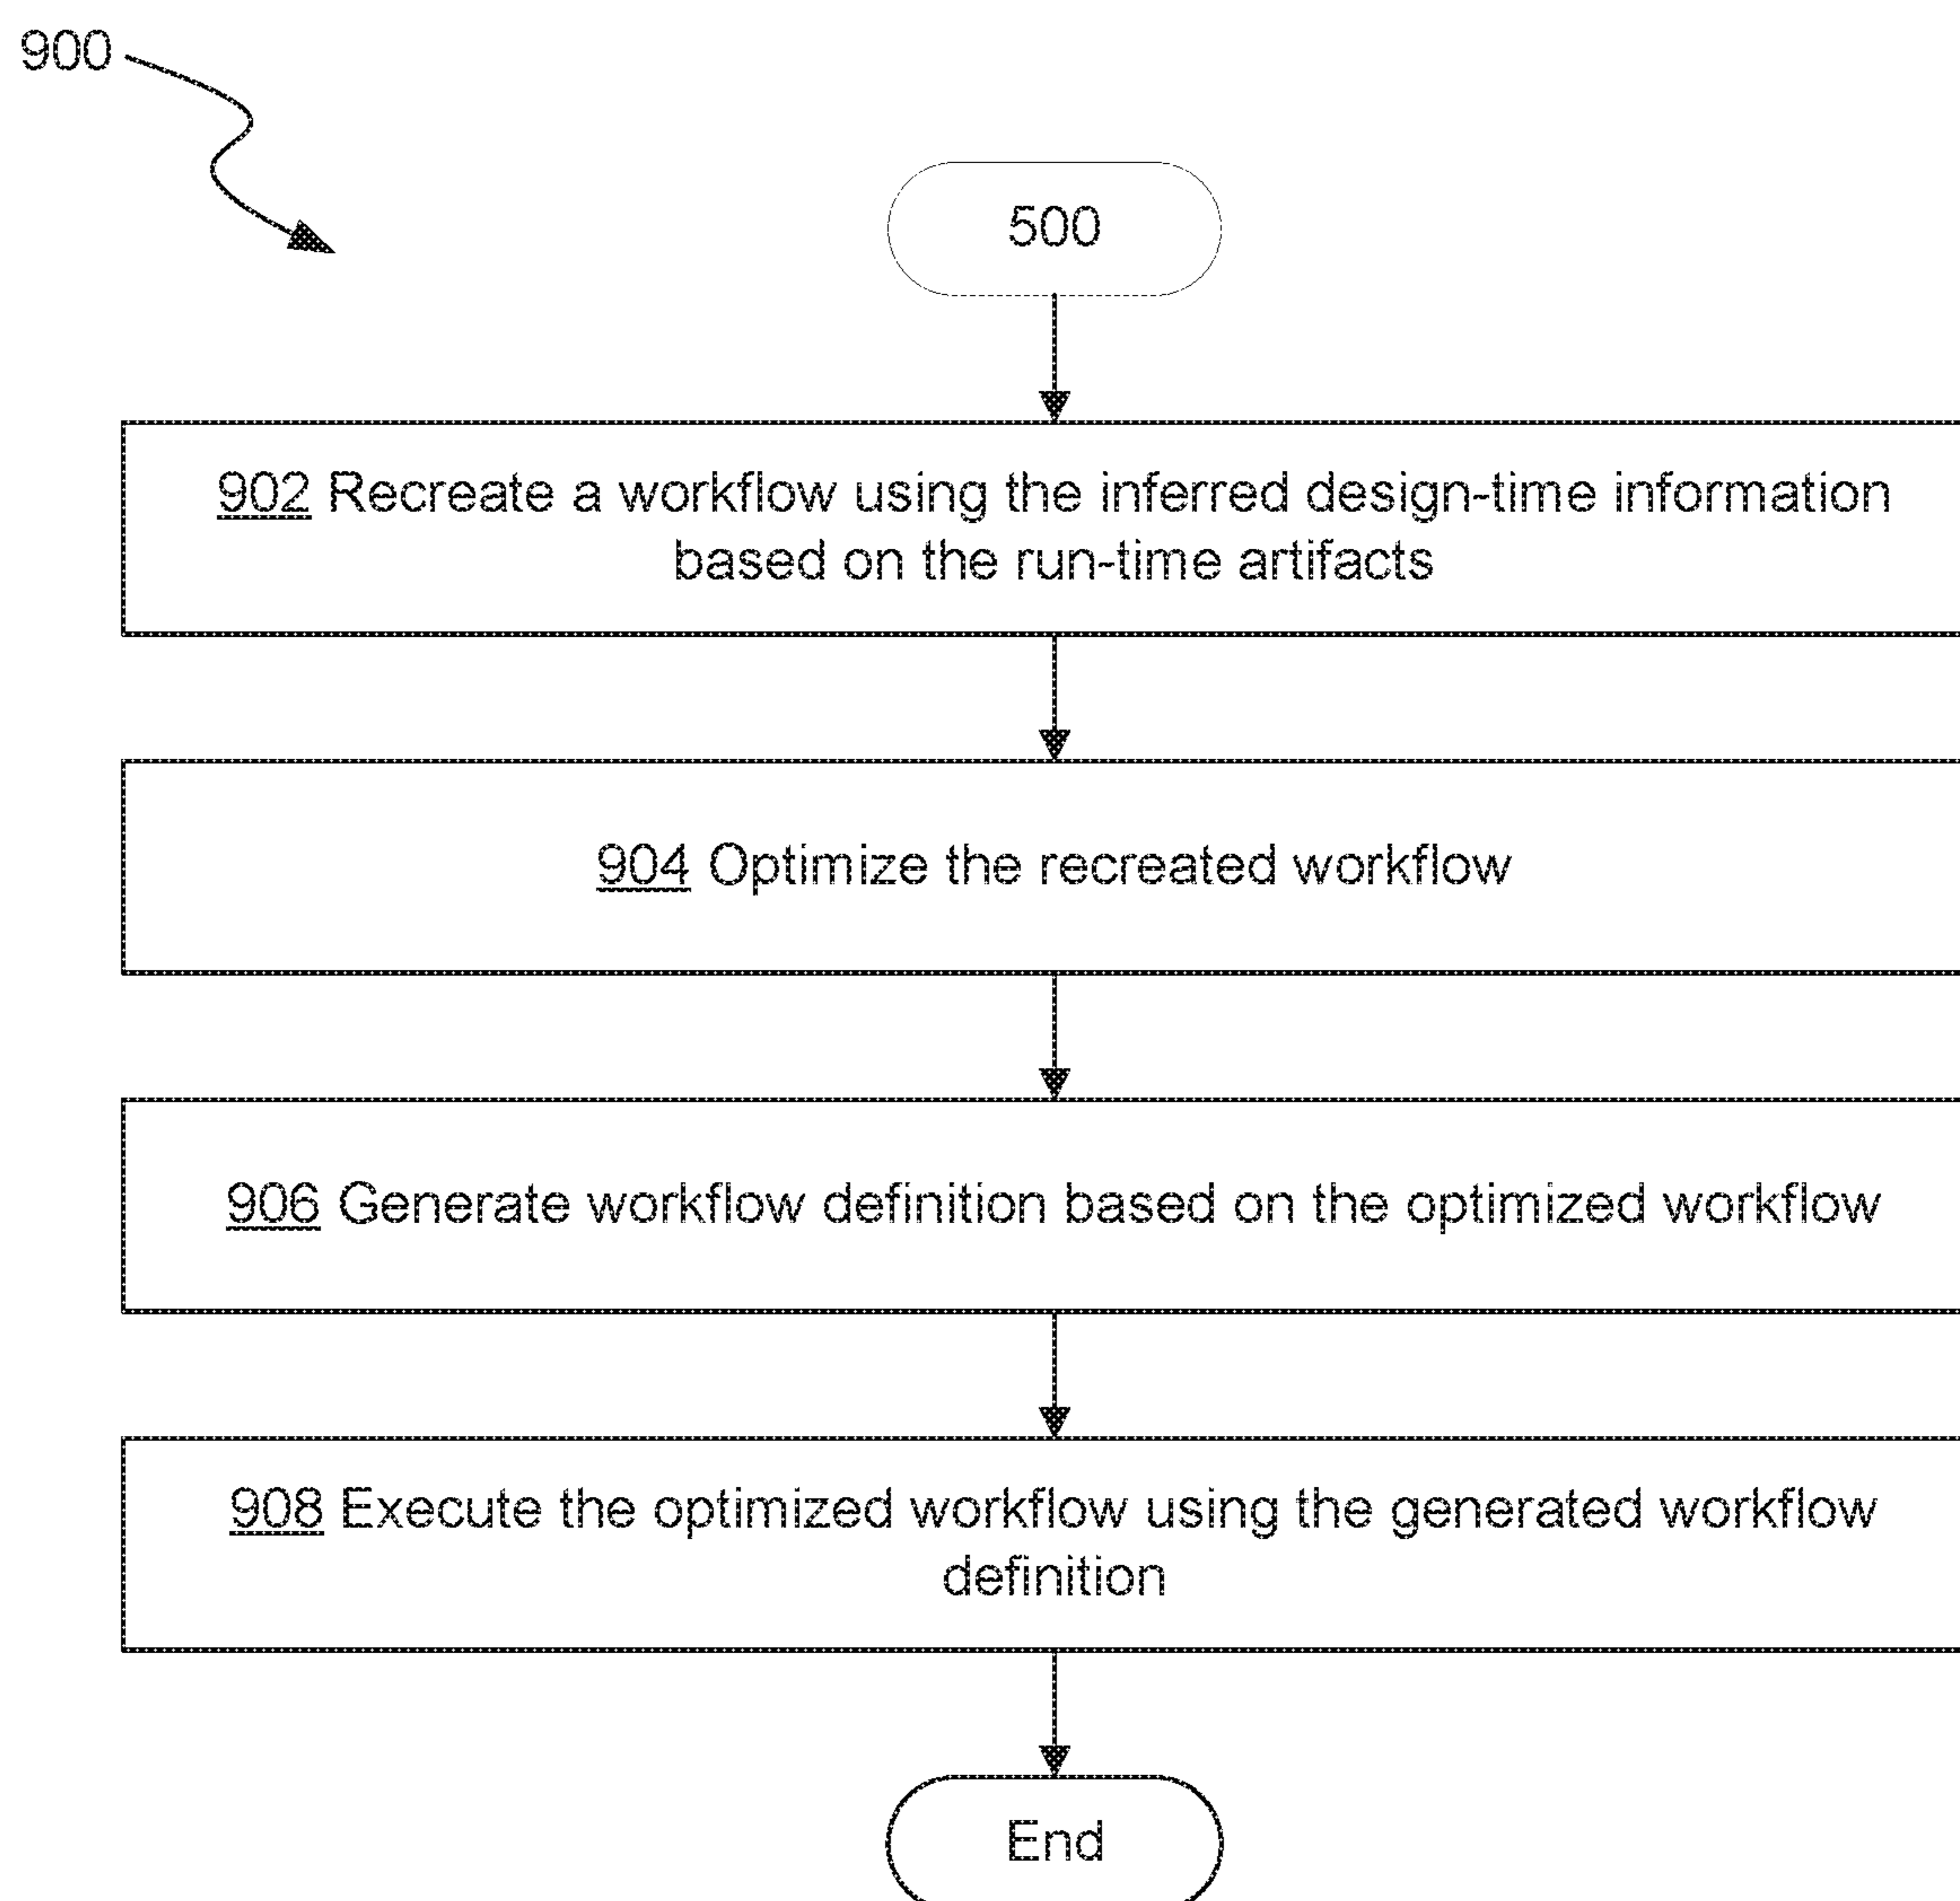 900
500
902 Recreate a workflow using the inferred design-time information
based on the run-time artifacts
904 Optimize the recreated workflow
906 Generate workflow definition based on the optimized workflow
908 Execute the optimized workflow using the generated workflow
definition
End